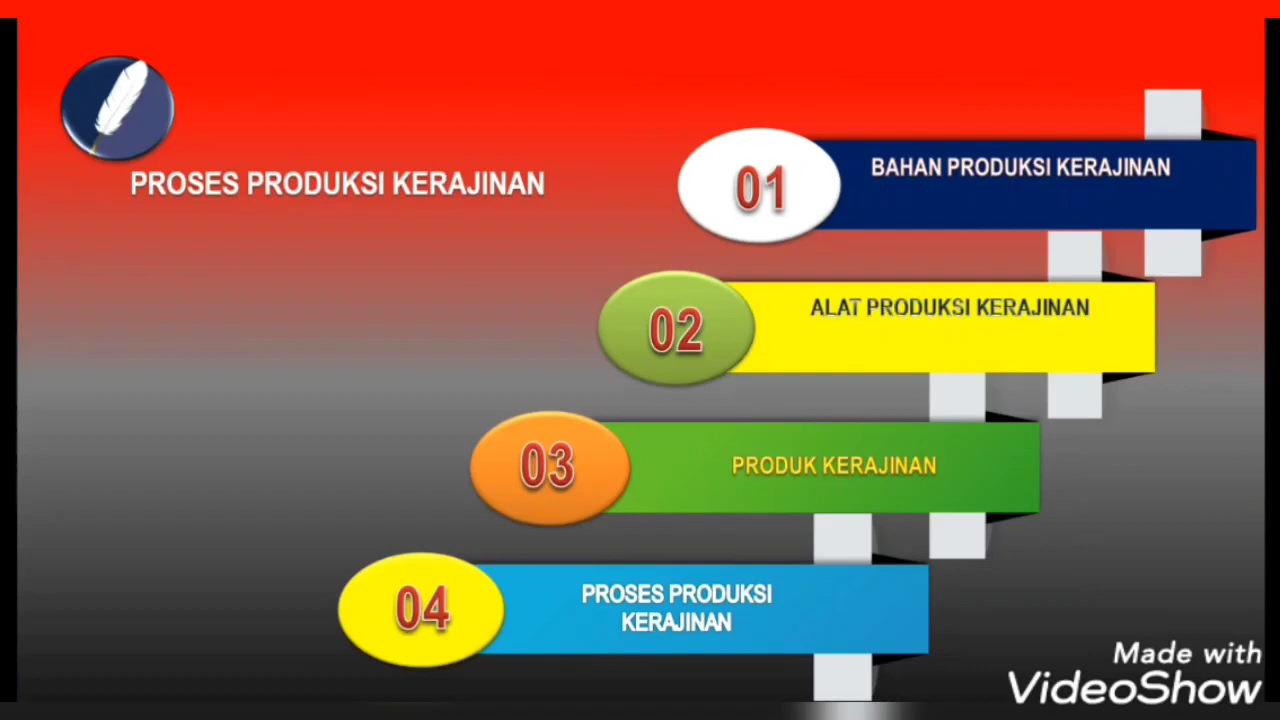 PROSES PRODUKSI KERAJINAN
01
BAHAN PRODUKSI KERAJINAN
02
ALAT PRODUKSI KERAJINAN
03
PRODUK KERAJINAN
04
PROSES PRODUKSI
KERAJINAN
Made with
VideoShow